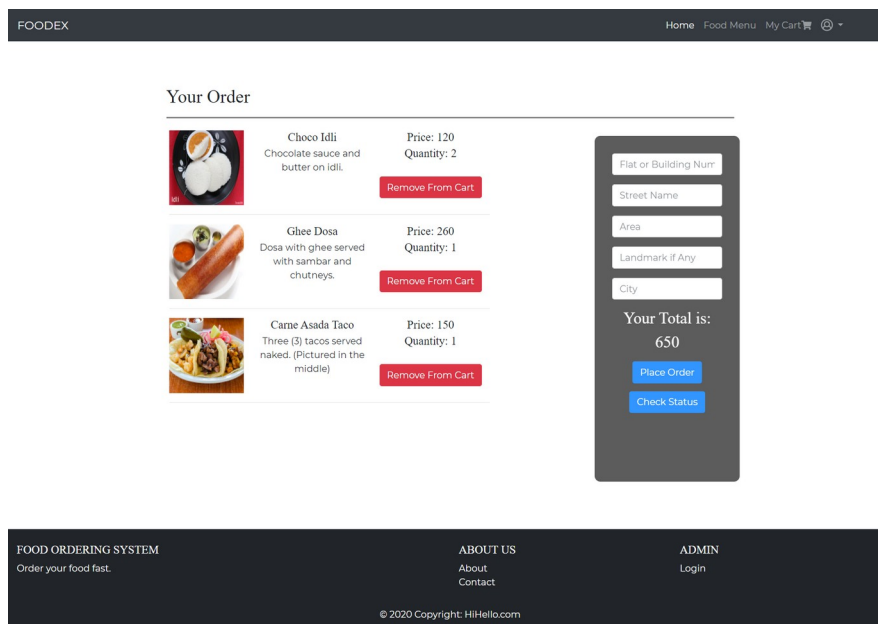 FOODEX
Home Food Menu My Cart
Your Order
Choco Idli
Chocolate sauce and
butter on idli.
Price: 120
Quantity: 2
Remove From Cart
Idli
Ghee Dosa
Dosa with ghee served
with sambar and
chutneys.
Price: 260
Quantity: 1
Remove From Cart
Carne Asada Taco
Three (3) tacos served
naked. (Pictured in the
middle)
Price: 150
Quantity: 1
Remove From Cart
Flat or Building Num
Street Name
Area
Landmark if Any
City
Your Total is:
650
Place Order
Check Status
FOOD ORDERING SYSTEM
Order your food fast.
ABOUT US
About
Contact
ADMIN
Login
© 2020 Copyright: HiHello.com